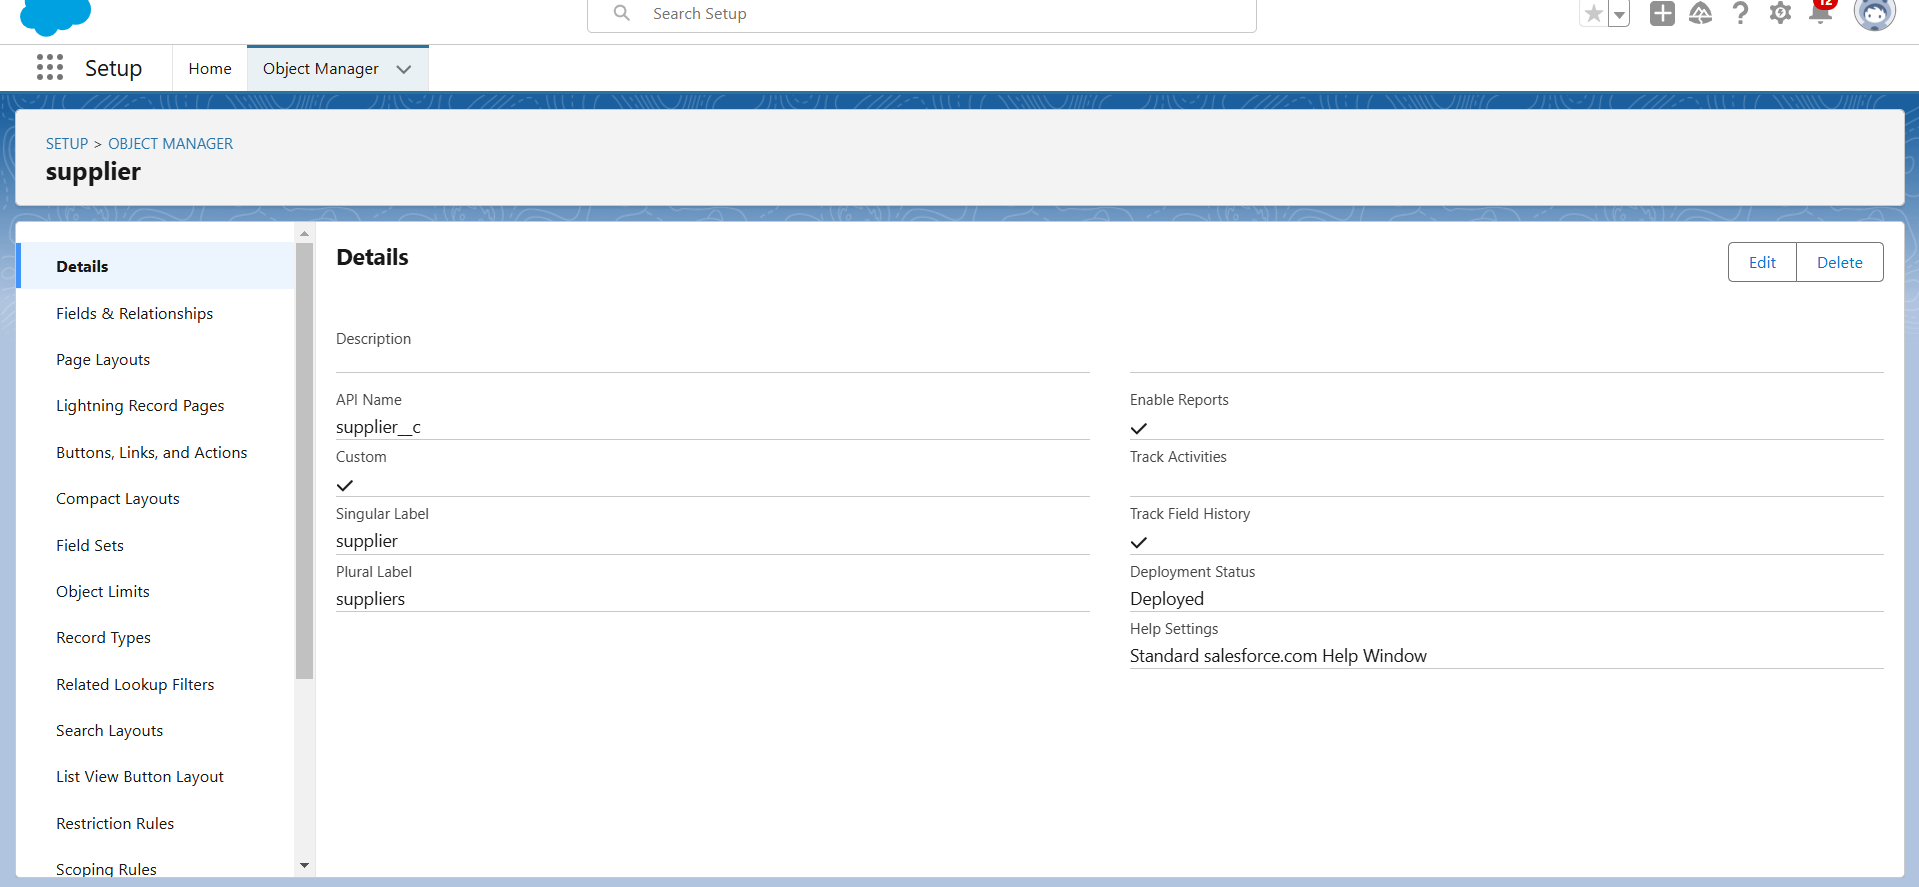 Search Setup
12
Setup
Home
Object Manager
SETUP > OBJECT MANAGER
supplier
Details
Fields & Relationships
Page Layouts
Lightning Record Pages
Buttons, Links, and Actions
Compact Layouts
Field Sets
Object Limits
Record Types
Related Lookup Filters
Search Layouts
List View Button Layout
Restriction Rules
Scoping Rules
Details
Edit
Delete
Description
API Name
supplier__c
Custom
Singular Label
supplier
Plural Label
suppliers
Enable Reports
Track Activities
Track Field History
Deployment Status
Deployed
Help Settings
Standard salesforce.com Help Window